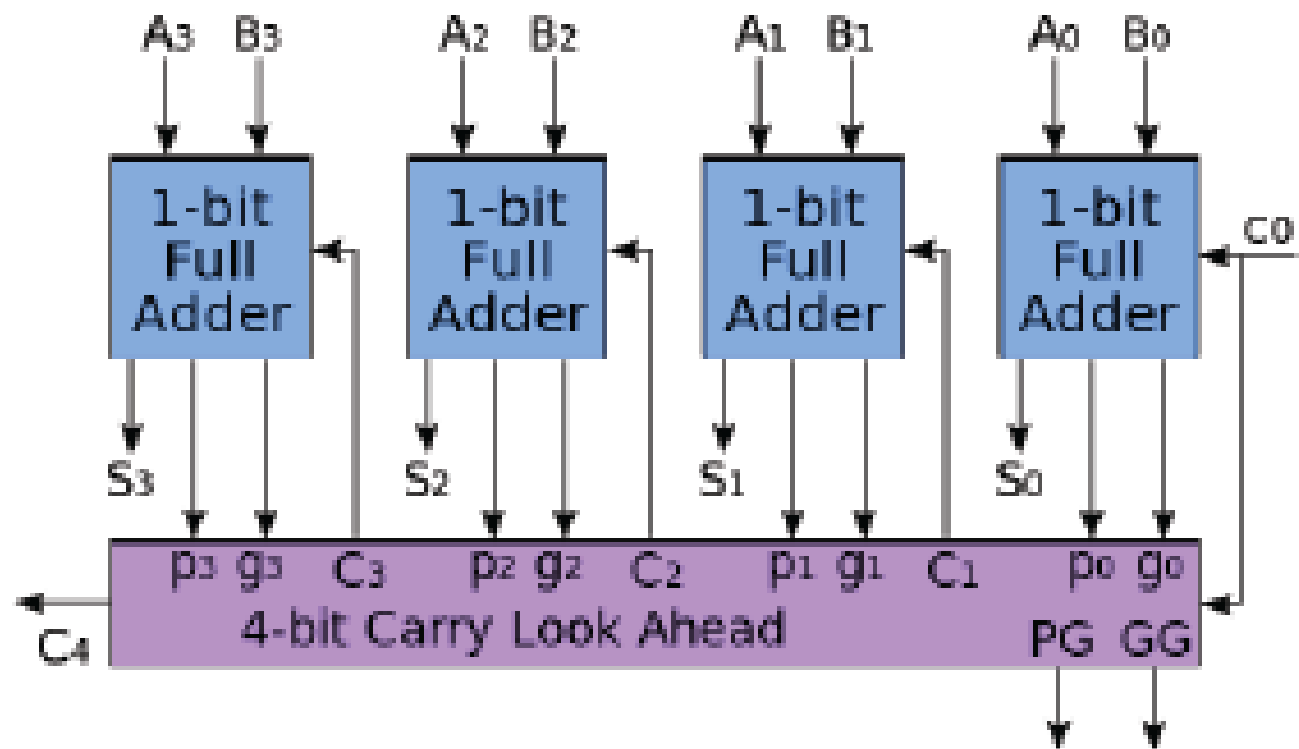 A3 B3 A2 B2 A1 B1 A0 B0
1-bit Full Adder
1-bit Full Adder
1-bit Full Adder
1-bit Full Adder
c0
S3 S2 S1 S0
p3 g3 C3 p2 g2 C2 p1 g1 C1 p0 g0
4-bit Carry Look Ahead
PG GG
C4